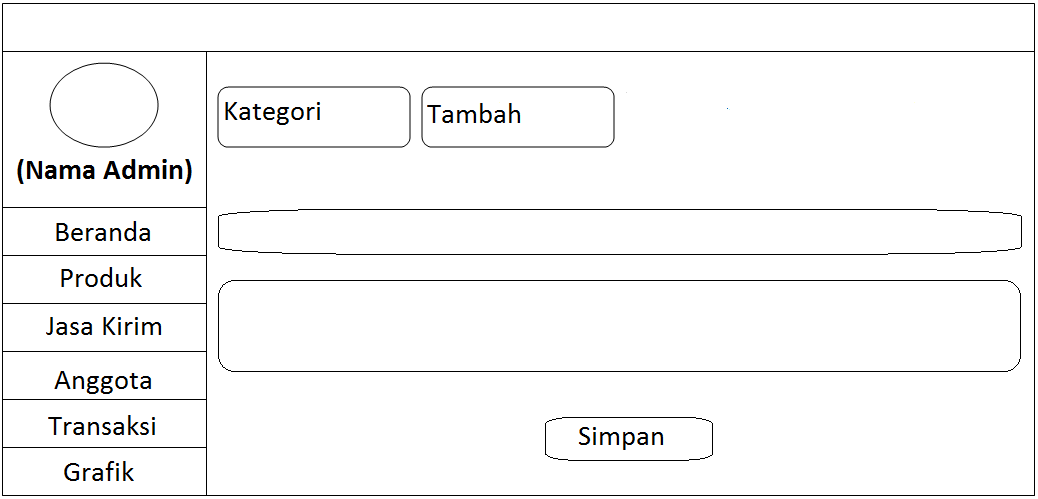 Kategori
Tambah
(Nama Admin)
Beranda
Produk
Jasa Kirim
Anggota
Transaksi
Grafik
Simpan